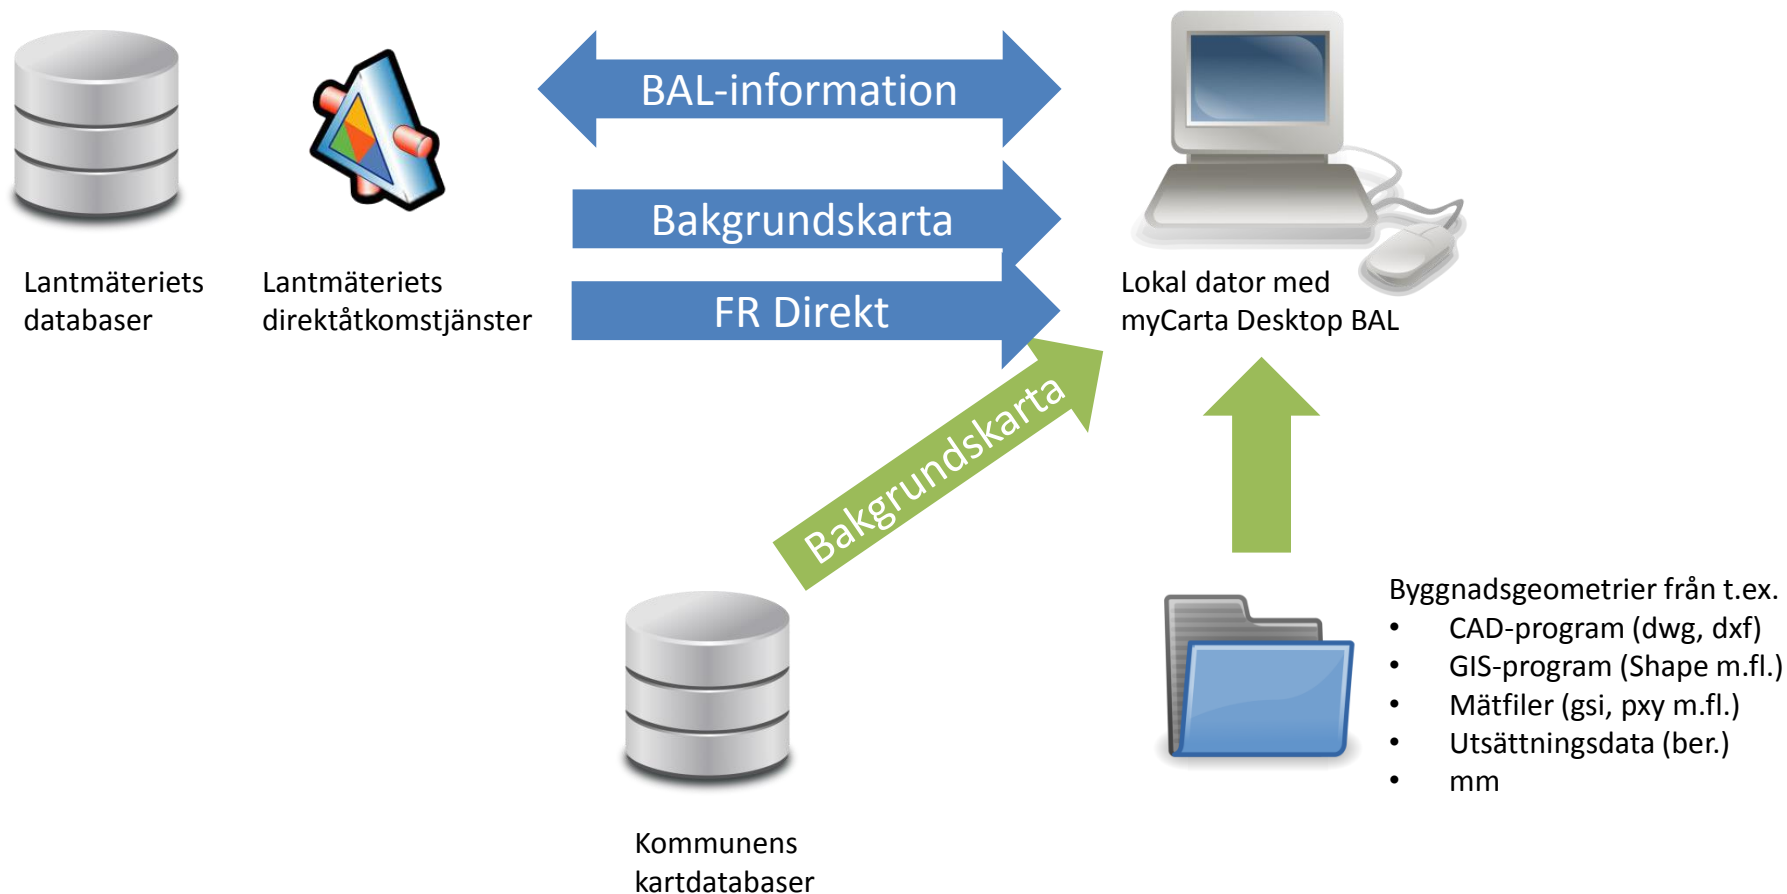 BAL-information
Bakgrundskarta
FR Direkt
Lantmäteriets
databaser
Lantmäteriets
direktåtkomstjänster
Lokal dator med
myCarta Desktop BAL
Bakgrundskarta
Kommunens
kartdatabaser
Byggnadsgeometrier från t.ex.
• CAD-program (dwg, dxf)
• GIS-program (Shape m.fl.)
• Mätfiler (gsi, pxy m.fl.)
• Utsättningsdata (ber.)
• mm